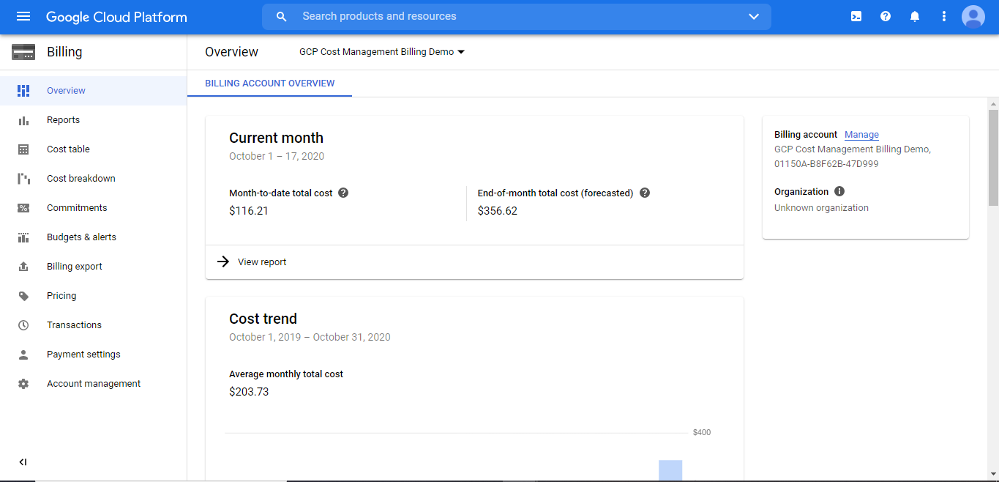 Google Cloud Platform
Search products and resources
Billing
Overview
GCP Cost Management Billing Demo
BILLING ACCOUNT OVERVIEW
Overview
Reports
Cost table
Cost breakdown
Commitments
Budgets & alerts
Billing export
Pricing
Transactions
Payment settings
Account management
Current month
October 1 – 17, 2020
Month-to-date total cost
$116.21
End-of-month total cost (forecasted)
$356.62
View report
Cost trend
October 1, 2019 – October 31, 2020
Average monthly total cost
$203.73
$400
Billing account Manage
GCP Cost Management Billing Demo,
01150A-B8F62B-47D999
Organization
Unknown organization